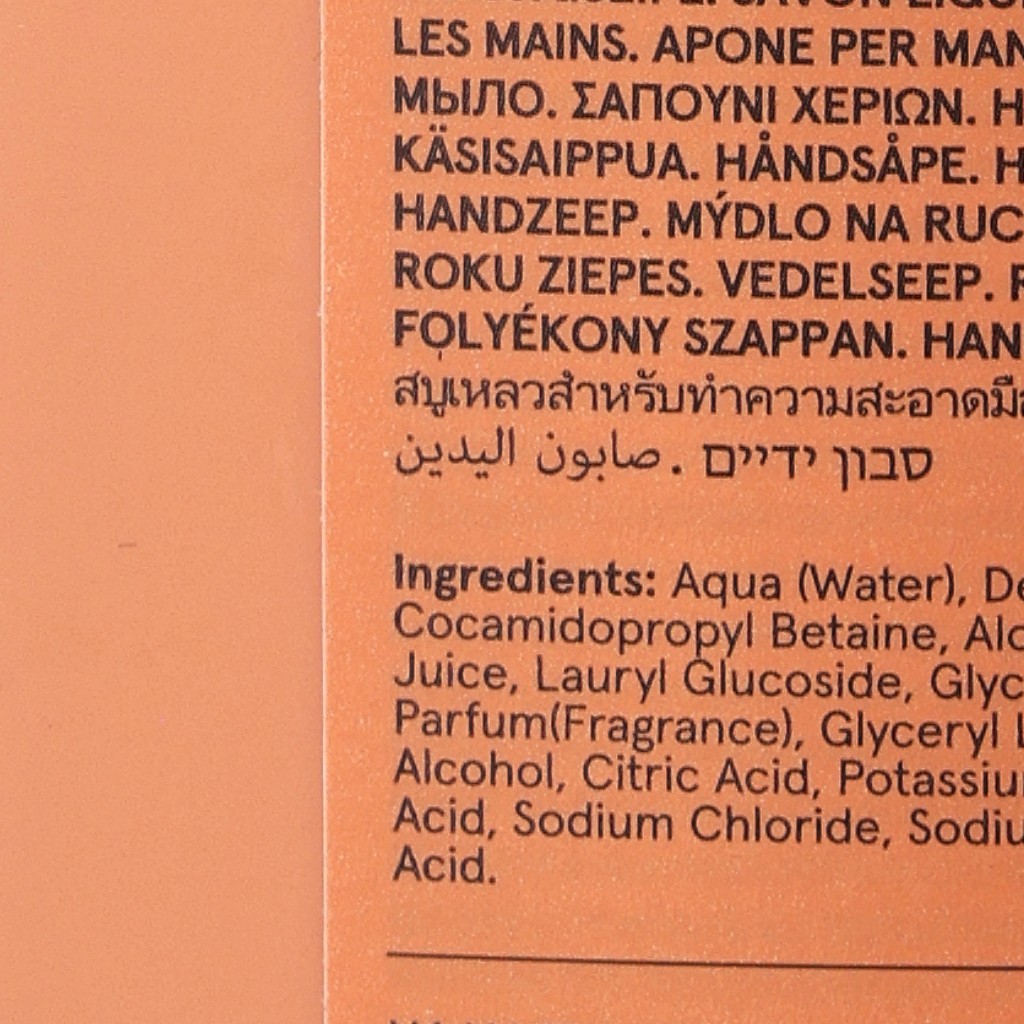 SAVON
LES MAINS. APONE PER
МЫЛО. ΣΑΠΟΥΝΙ ΧΕΡΙΩΝ.
KÄSISAIPPUA. HÅNDSÅPE.
HANDZEEP. MÝDLO NA
ROKU ZIEPES. VEDELSEEP.
FOLYÉKONY SZAPPAN.
สบู่เหลวสำหรับทำความสะอาดมือ
סבון ידיים . صابون اليدين
Ingredients: Aqua (Water),
Cocamidopropyl Betaine,
Juice, Lauryl Glucoside,
Parfum(Fragrance), Glyceryl
Alcohol, Citric Acid,
Acid, Sodium Chloride,
Acid.